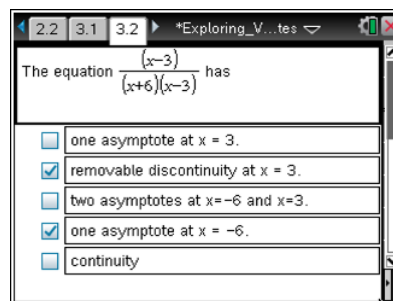 2.2 3.1 3.2 *Exploring_V...tes
The equation (x-3)/((x+6)(x-3)) has
one asymptote at x = 3.
removable discontinuity at x = 3.
two asymptotes at x=-6 and x=3.
one asymptote at x = -6.
continuity